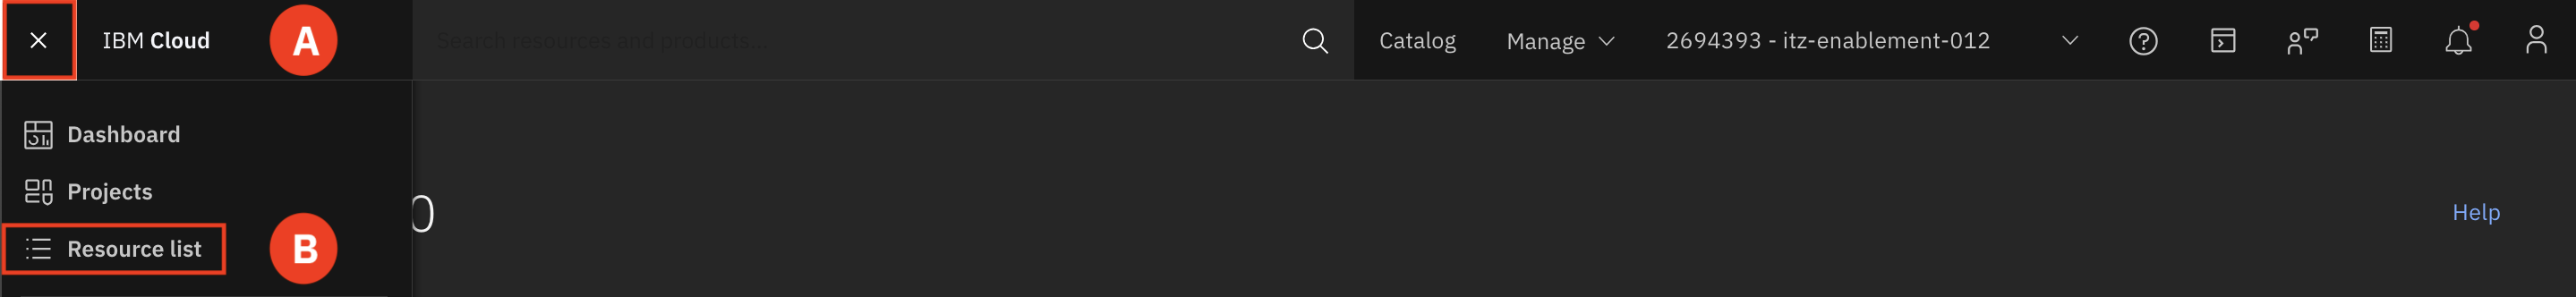 IBM Cloud A Search resources and products... Catalog Manage 2694393 - itz-enablement-012
Dashboard
Projects
Help
Resource list B